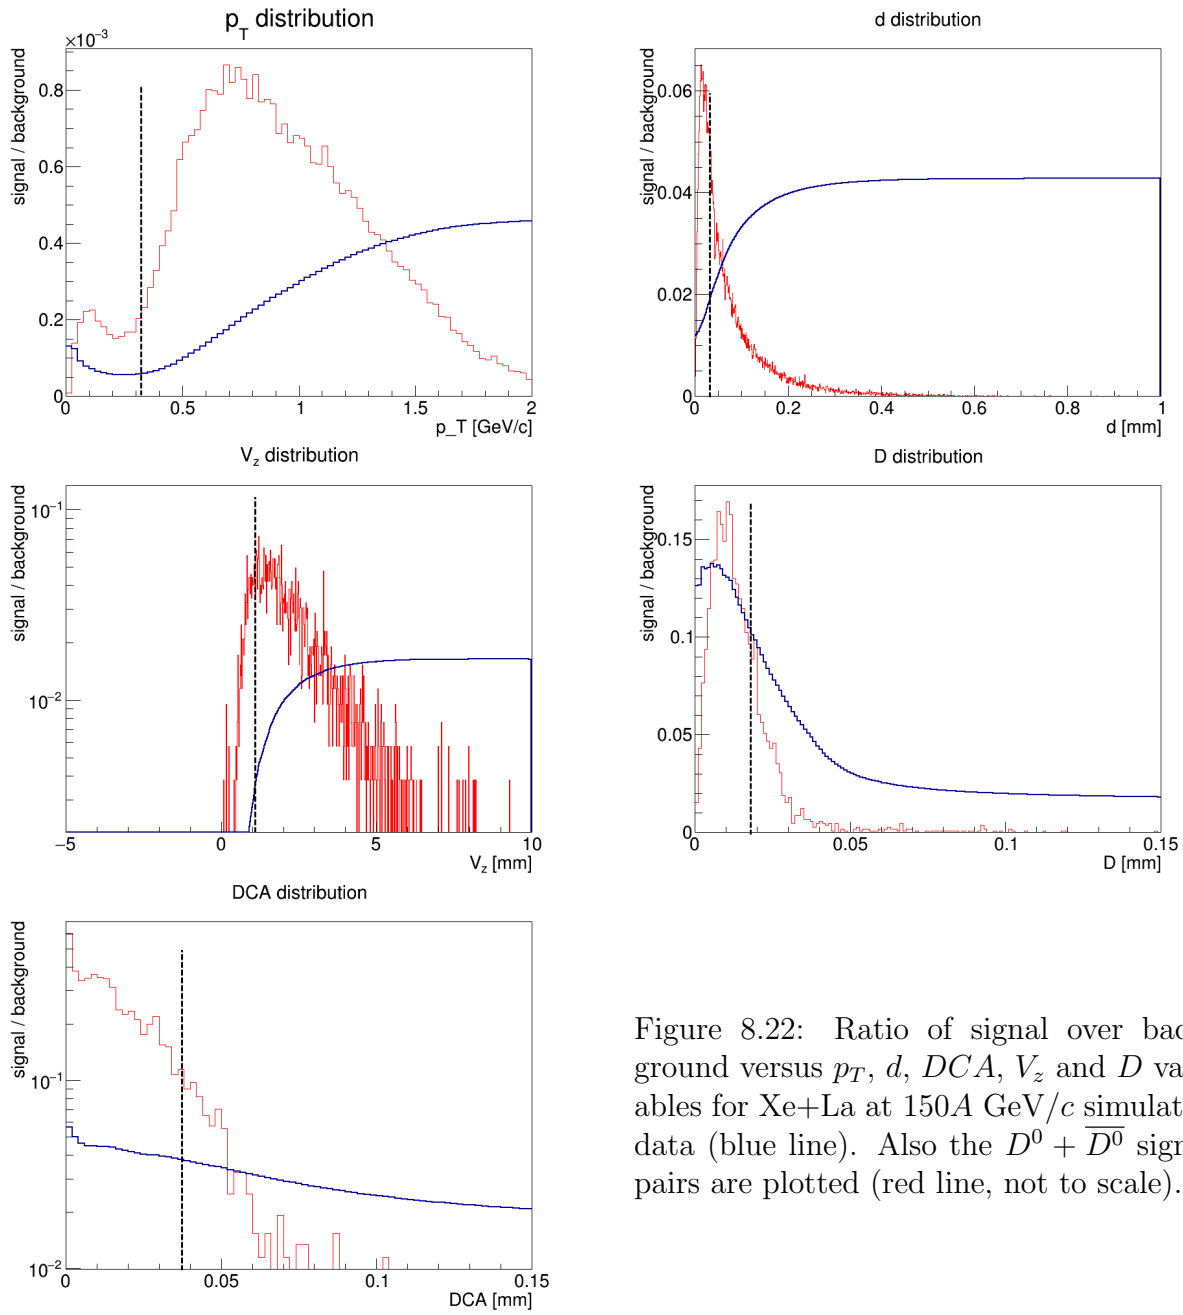 p_T distribution
×10⁻³
signal / background
0.8
0.6
0.4
0.2
0
0 0.5 1 1.5 2
p_T [GeV/c]
d distribution
signal / background
0.06
0.04
0.02
0
0 0.2 0.4 0.6 0.8 1
d [mm]
V_z distribution
signal / background
10⁻¹
10⁻²
−5 0 5 10
V_z [mm]
D distribution
signal / background
0.15
0.1
0.05
0
0 0.05 0.1 0.15
D [mm]
DCA distribution
signal / background
10⁻¹
10⁻²
0 0.05 0.1 0.15
DCA [mm]
Figure 8.22: Ratio of signal over bac
ground versus p_T, d, DCA, V_z and D va
ables for Xe+La at 150A GeV/c simulat
data (blue line). Also the D⁰ + D̅⁰ sign
pairs are plotted (red line, not to scale).